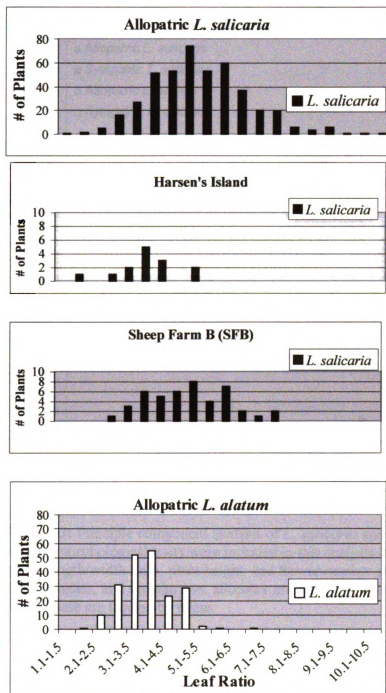 Allopatric L. salicaria
80
60
40
20
0
# of Plants
L. salicaria
Harsen's Island
10
8
6
4
2
0
# of Plants
L. salicaria
Sheep Farm B (SFB)
10
8
6
4
2
0
# of Plants
L. salicaria
Allopatric L. alatum
80
70
60
50
40
30
20
10
0
# of Plants
L. alatum
1.1-1.5
2.1-2.5
3.1-3.5
4.1-4.5
5.1-5.5
6.1-6.5
7.1-7.5
8.1-8.5
9.1-9.5
10.1-10.5
Leaf Ratio